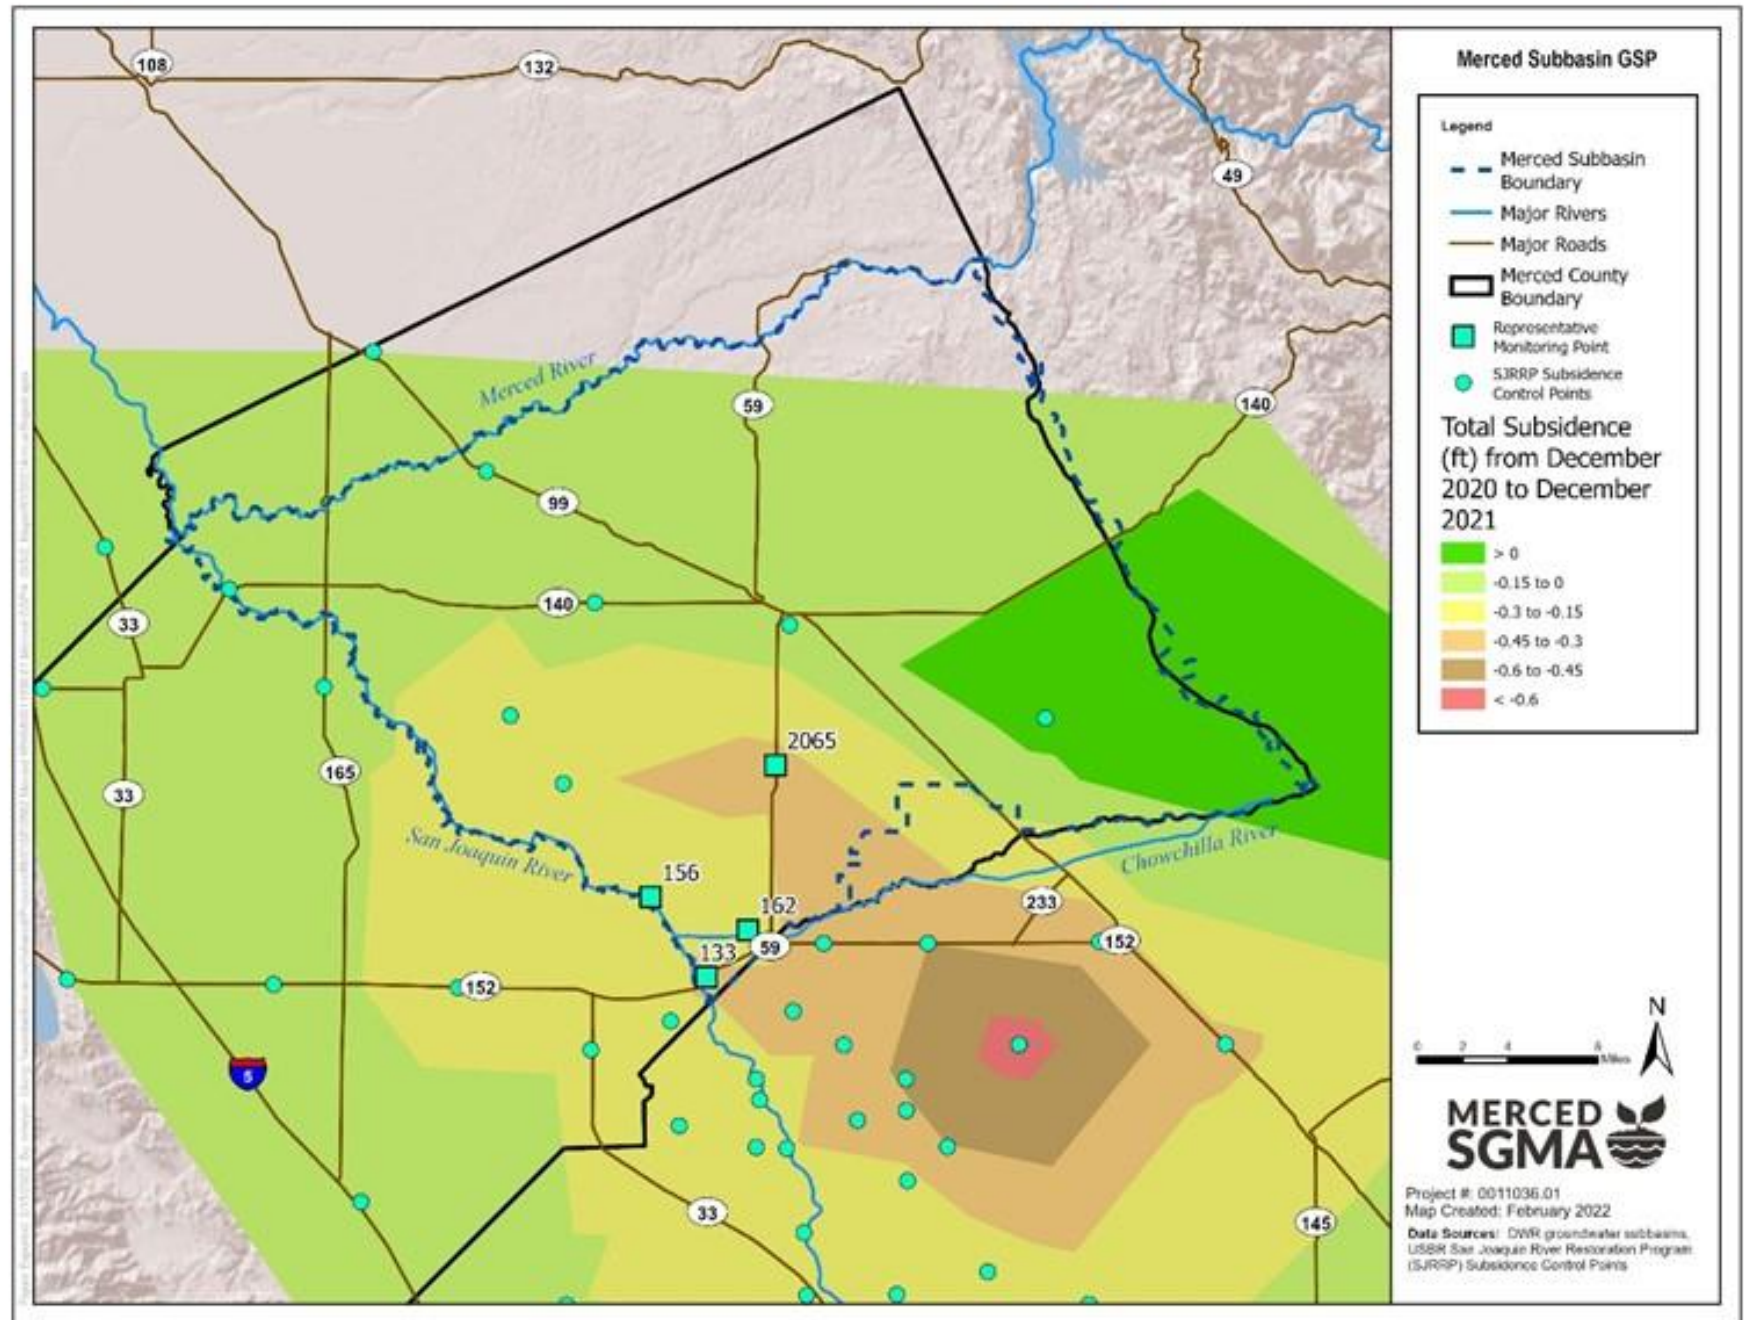 Merced Subbasin GSP
Legend
Merced Subbasin
Boundary
Major Rivers
Major Roads
Merced County
Boundary
Representative
Monitoring Point
SJRRP Subsidence
Control Points
Total Subsidence
(ft) from December
2020 to December
2021
> 0
-0.15 to 0
-0.3 to -0.15
-0.45 to -0.3
-0.6 to -0.45
< -0.6
108
132
49
Merced River
59
140
99
140
33
2065
165
33
San Joaquin River
156
Chowchilla River
162
233
133
59
152
152
5
33
145
N
0 2 4 8
Miles
MERCED
SGMA
Project #: 0011036.01
Map Created: February 2022
Data Sources: DWR groundwater subbasins,
USBR San Joaquin River Restoration Program
(SJRRP) Subsidence Control Points